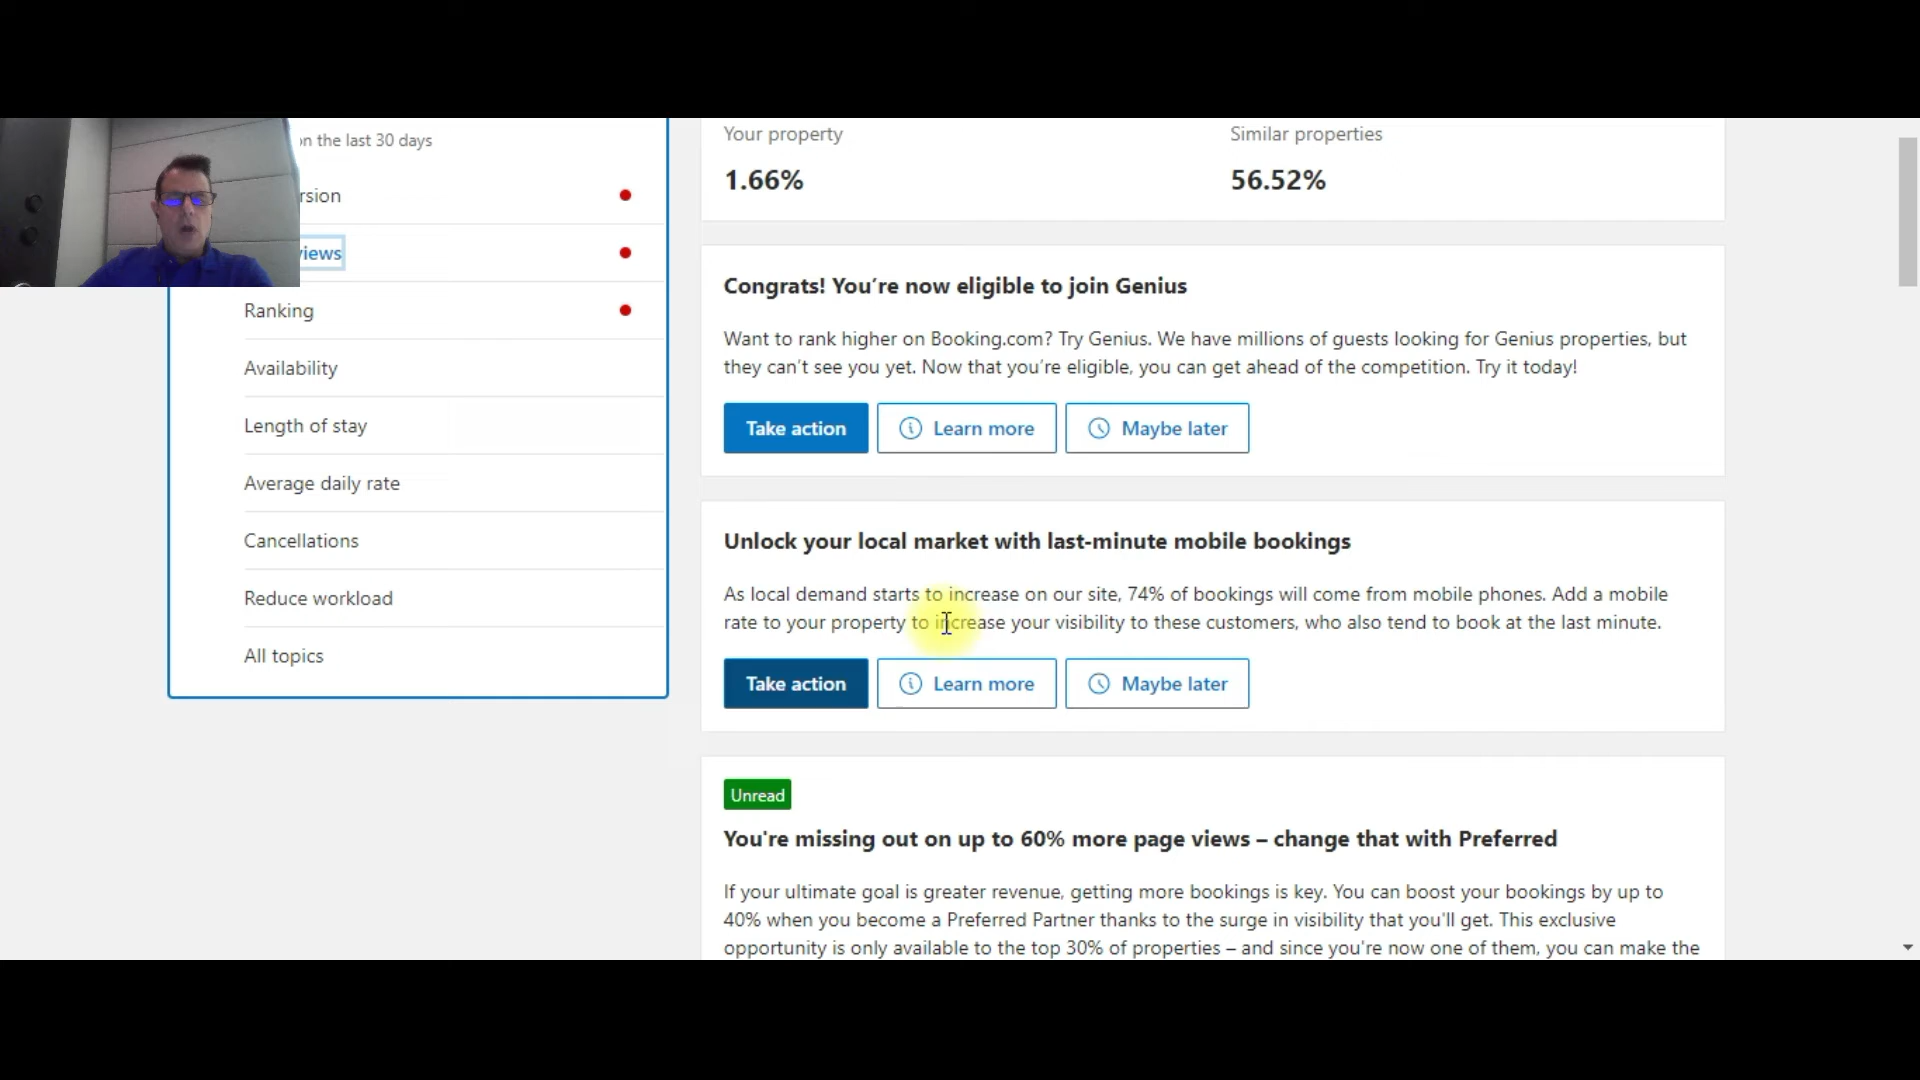 on the last 30 days
rsion
views
Ranking
Availability
Length of stay
Average daily rate
Cancellations
Reduce workload
All topics
Your property
Similar properties
1.66%
56.52%
Congrats! You’re now eligible to join Genius
Want to rank higher on Booking.com? Try Genius. We have millions of guests looking for Genius properties, but
they can’t see you yet. Now that you’re eligible, you can get ahead of the competition. Try it today!
Take action
Learn more
Maybe later
Unlock your local market with last-minute mobile bookings
As local demand starts to increase on our site, 74% of bookings will come from mobile phones. Add a mobile
rate to your property to increase your visibility to these customers, who also tend to book at the last minute.
Take action
Learn more
Maybe later
Unread
You're missing out on up to 60% more page views – change that with Preferred
If your ultimate goal is greater revenue, getting more bookings is key. You can boost your bookings by up to
40% when you become a Preferred Partner thanks to the surge in visibility that you'll get. This exclusive
opportunity is only available to the top 30% of properties – and since you're now one of them, you can make the